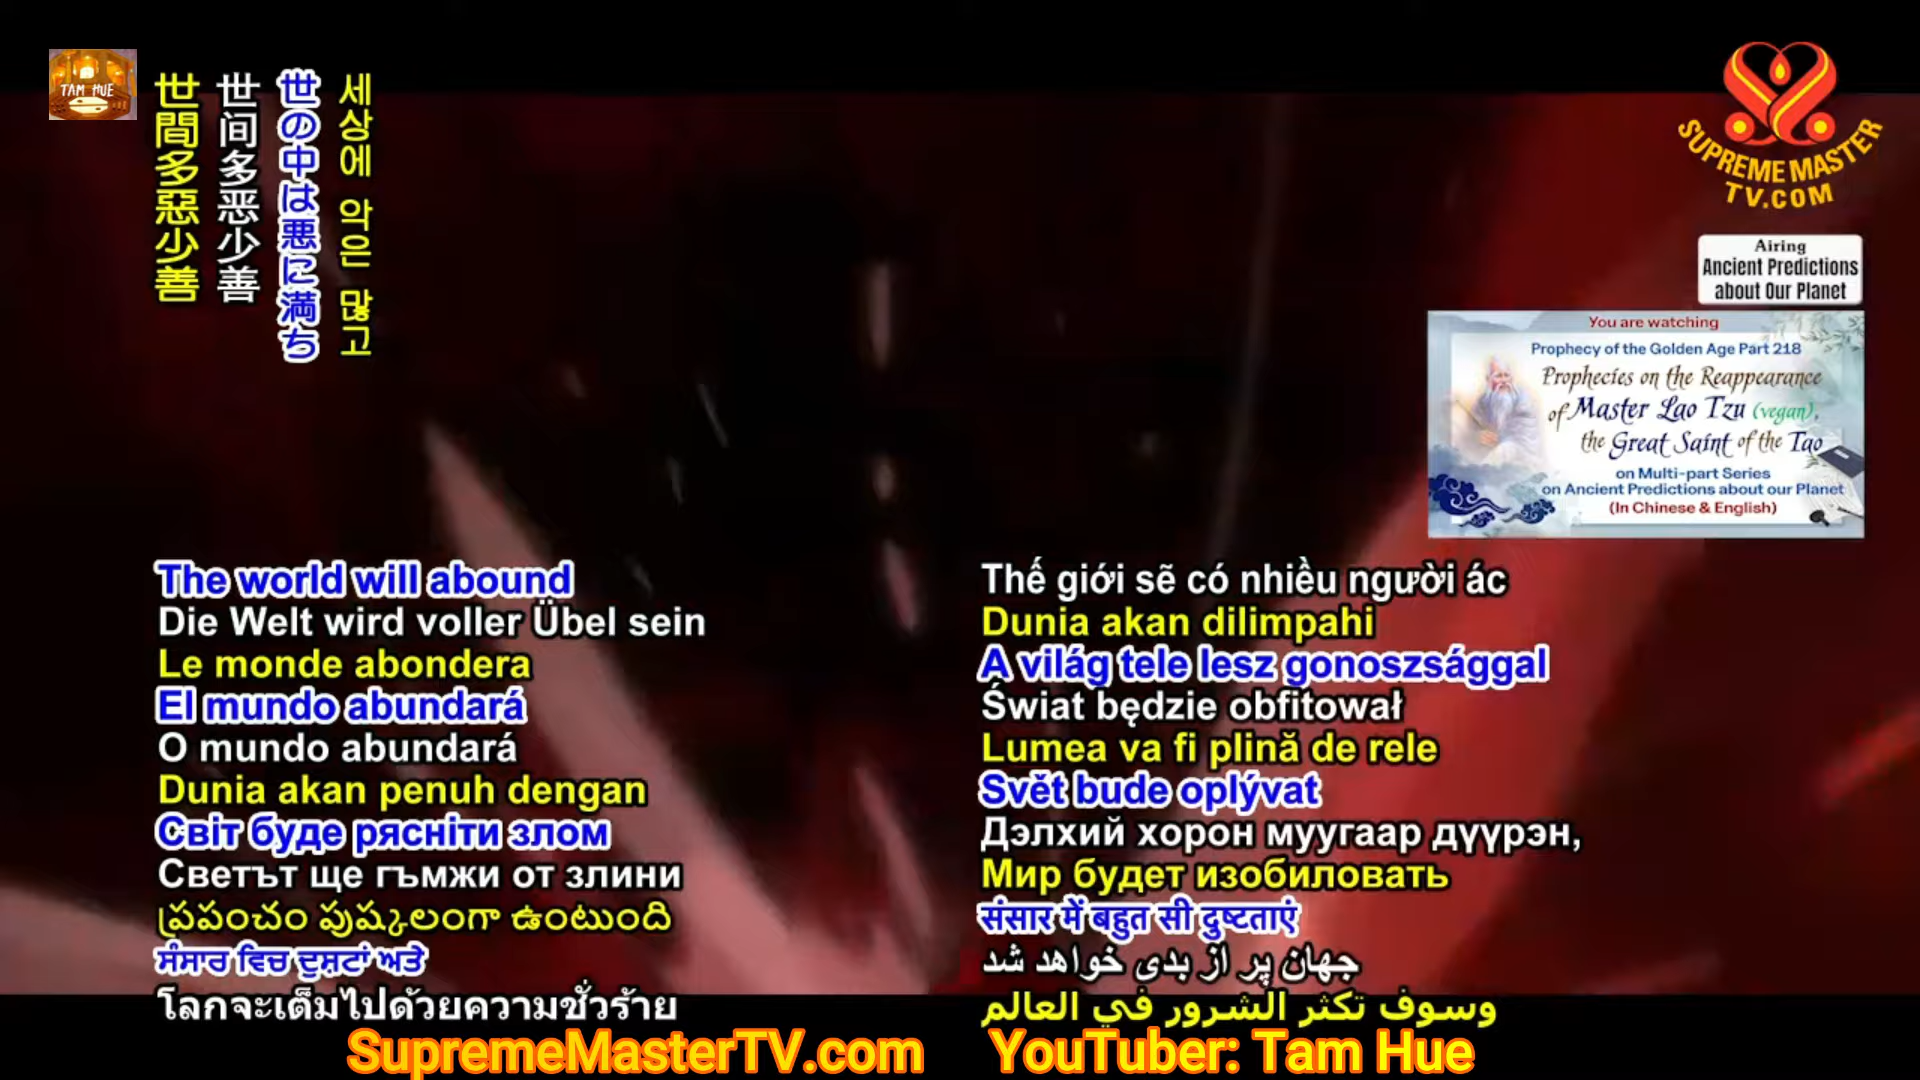 TAM HUE
世間多惡少善
世间多恶少善
世の中は悪に満ち
세상에 악은 많고
SUPREME MASTER
TV.COM
Airing
Ancient Predictions
about Our Planet
You are watching
Prophecy of the Golden Age Part 218
Prophecies on the Reappearance
of Master Lao Tzu (vegan),
the Great Saint of the Tao
on Multi-part Series
on Ancient Predictions about our Planet
(In Chinese & English)
The world will abound
Die Welt wird voller Übel sein
Le monde abondera
El mundo abundará
O mundo abundará
Dunia akan penuh dengan
Світ буде рясніти злом
Светът ще гъмжи от злини
ప్రపంచం పుష్కలంగా ఉంటుంది
ਸੰਸਾਰ ਵਿਚ ਦੁਸ਼ਟਾਂ ਅਤੇ
โลกจะเต็มไปด้วยความชั่วร้าย
Thế giới sẽ có nhiều người ác
Dunia akan dilimpahi
A világ tele lesz gonoszsággal
Świat będzie obfitował
Lumea va fi plină de rele
Svět bude oplývat
Дэлхий хорон муугаар дүүрэн,
Мир будет изобиловать
संसार में बहुत सी दुष्टताएं
جهان پر از بدی خواهد شد
وسوف تكثر الشرور في العالم
SupremeMasterTV.com
YouTuber: Tam Hue